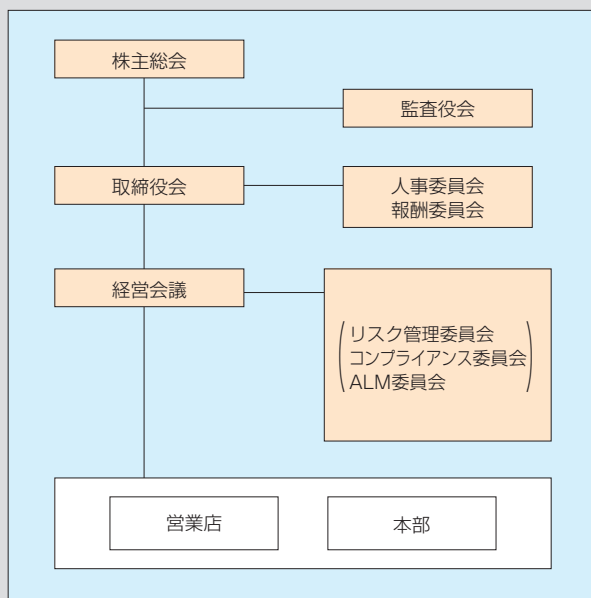 株主総会
監査役会
取締役会
人事委員会
報酬委員会
経営会議
リスク管理委員会
コンプライアンス委員会
ALM委員会
営業店
本部